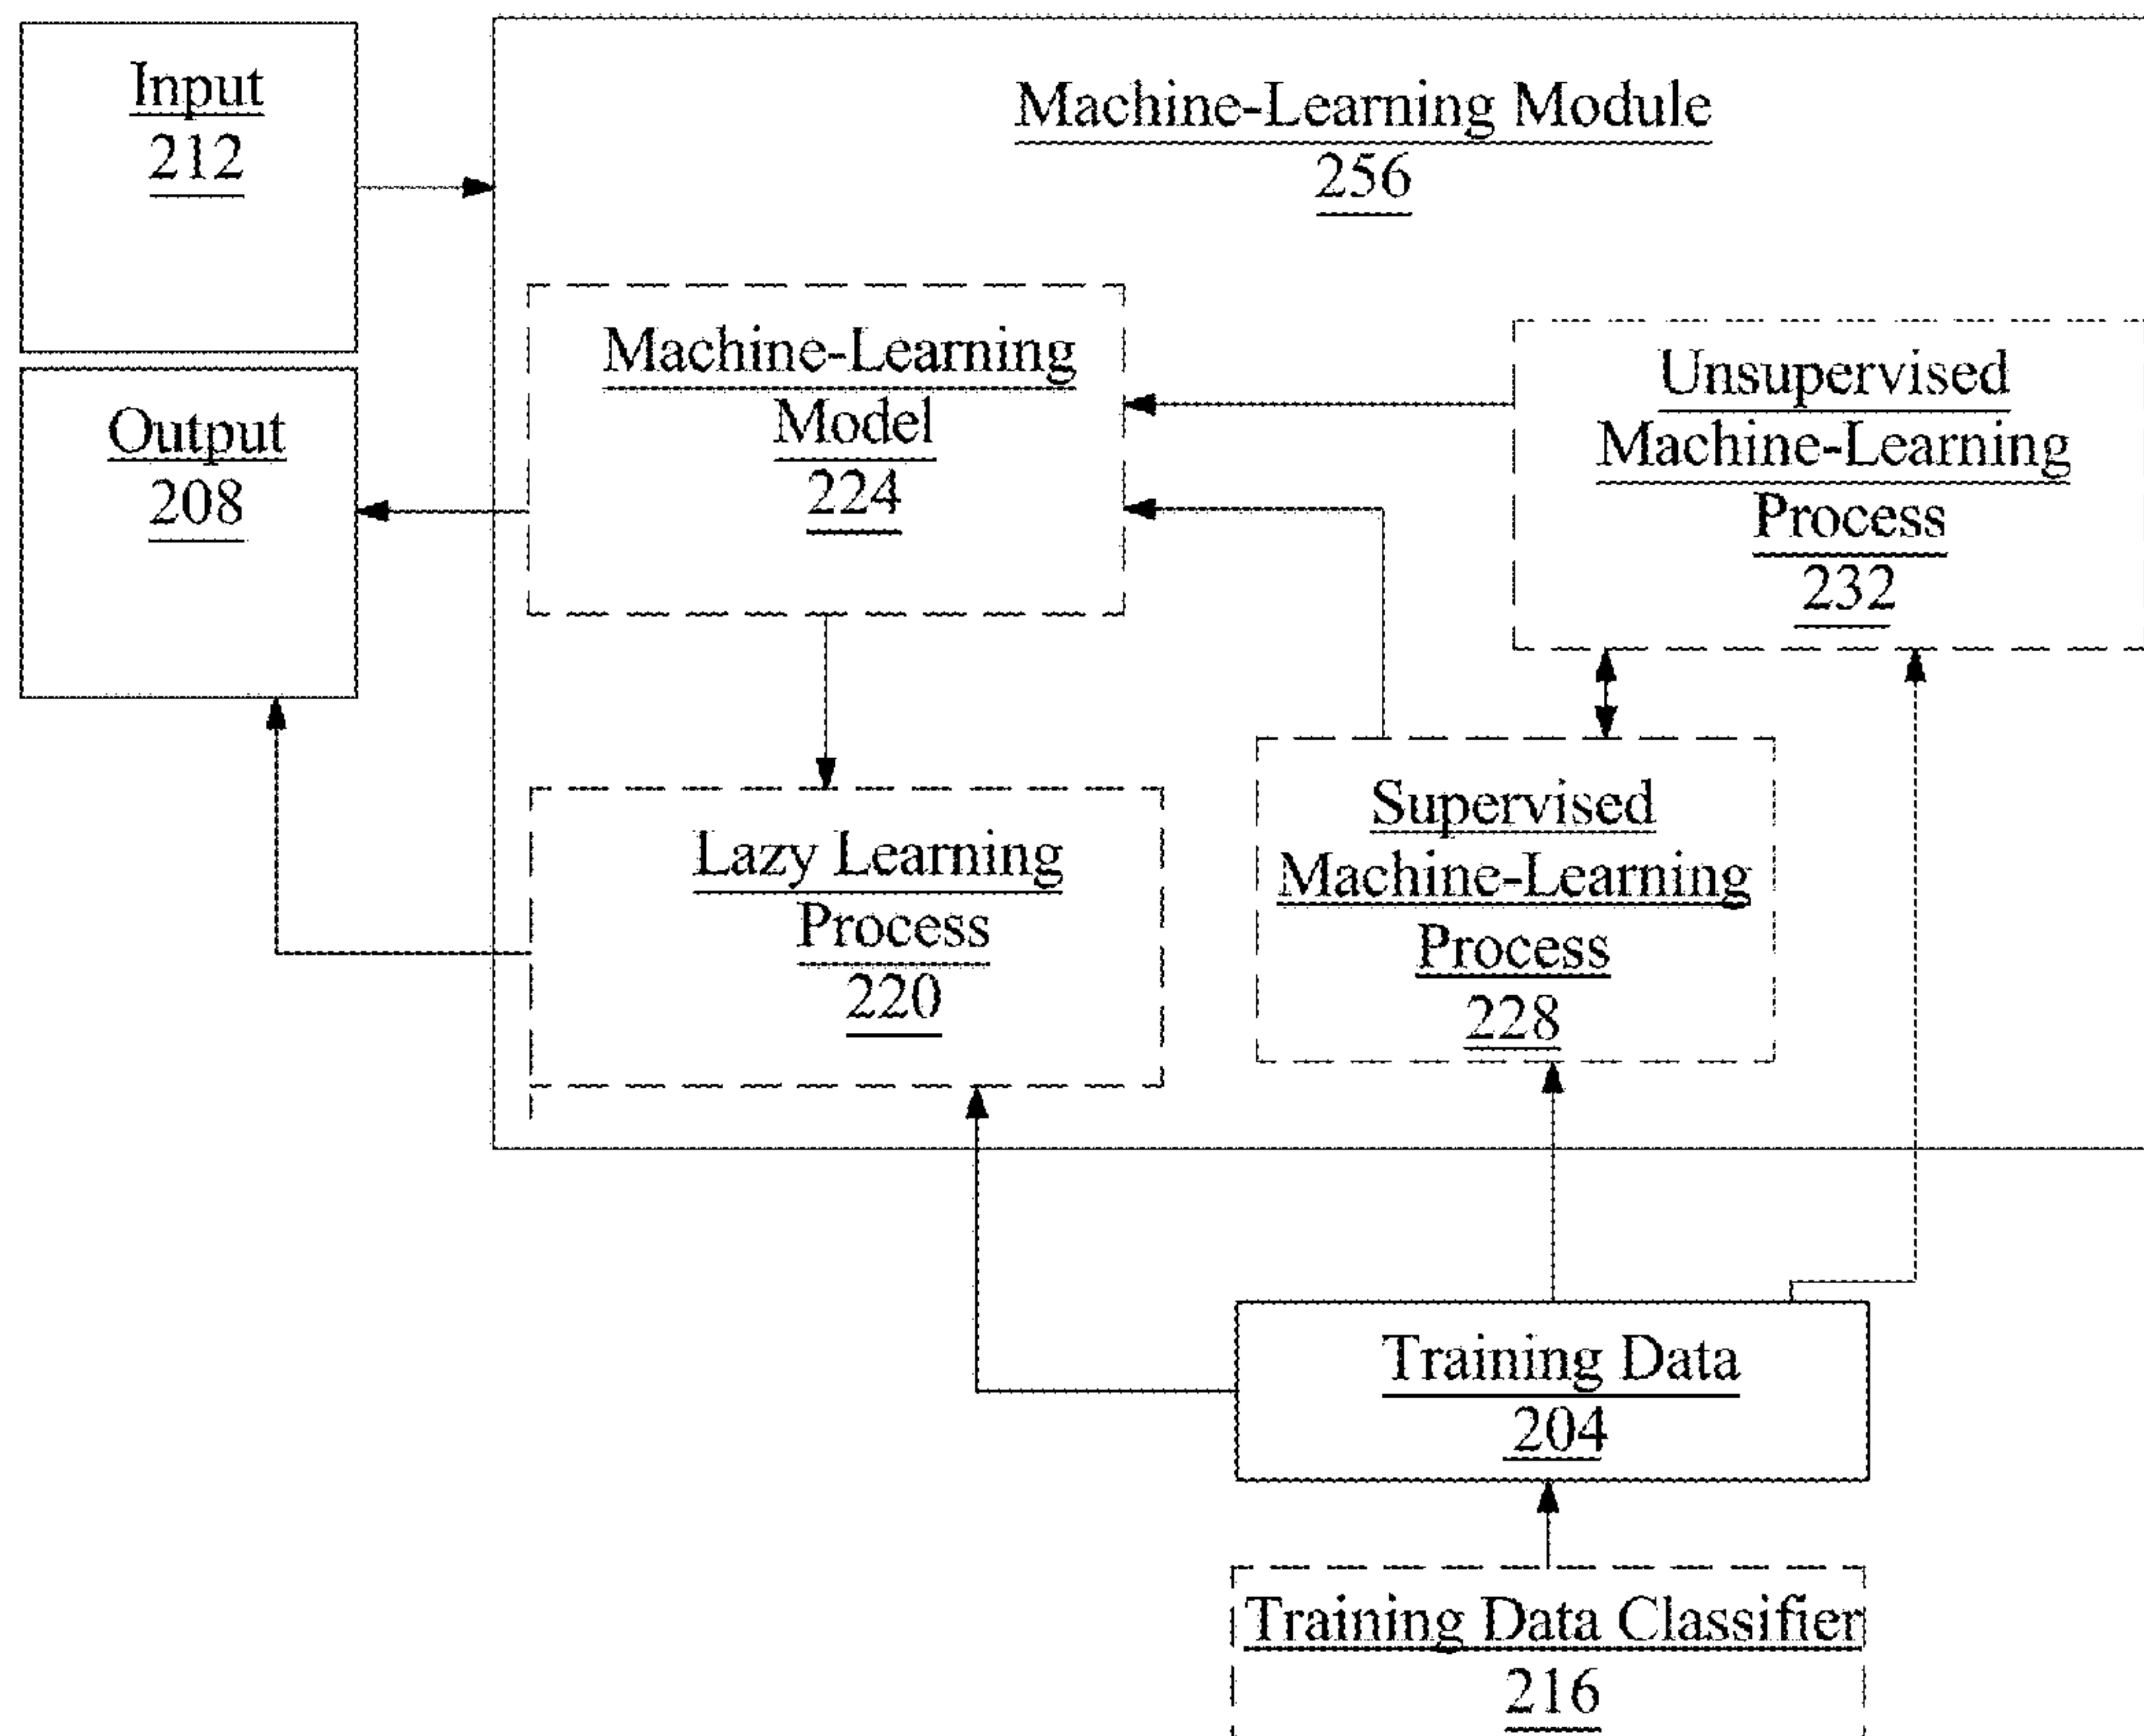 Input
212
Machine-Learning Module
256
Output
208
Machine-Learning
Model
224
Unsupervised
Machine-Learning
Process
232
Lazy Learning
Process
220
Supervised
Machine-Learning
Process
228
Training Data
204
Training Data Classifier
216